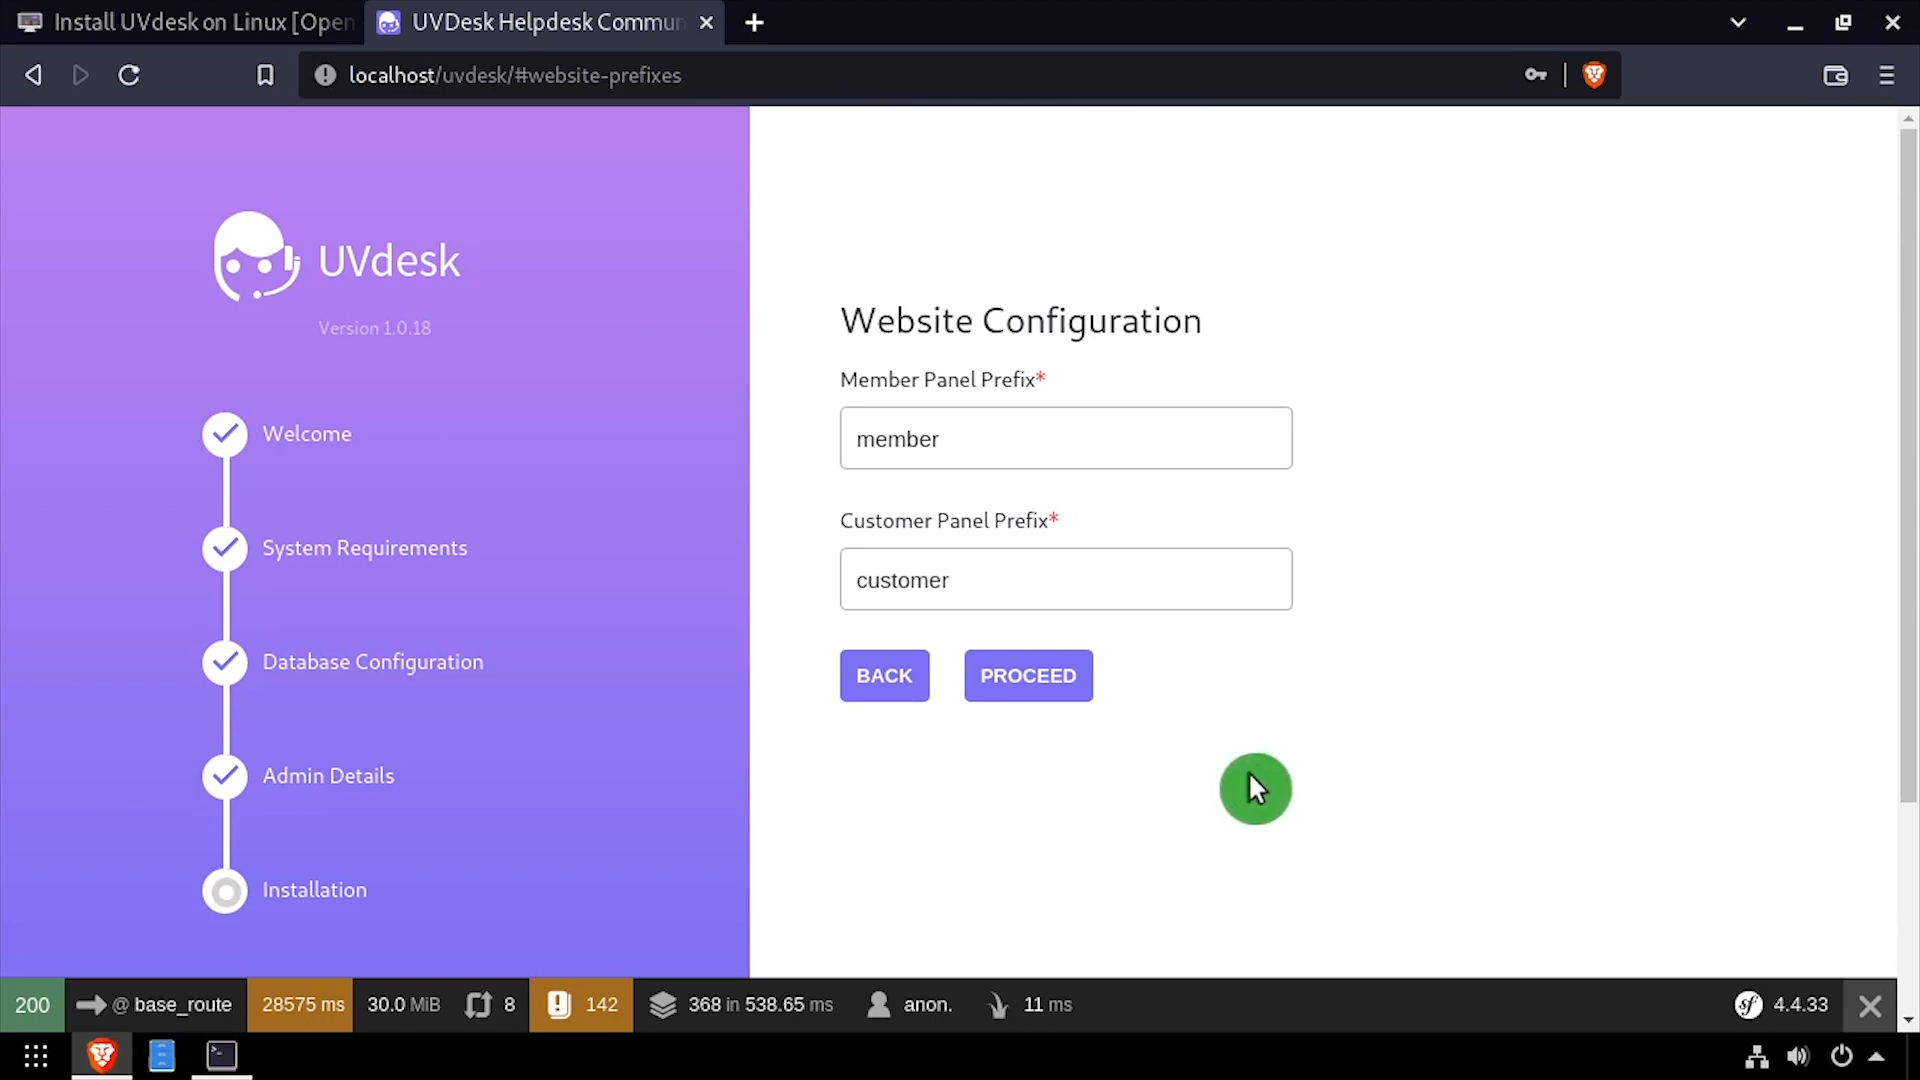 Install UVdesk on Linux [Open
UVDesk Helpdesk Commun
localhost/uvdesk/#website-prefixes
UVdesk
Version 1.0.18
Welcome
System Requirements
Database Configuration
Admin Details
Installation
Website Configuration
Member Panel Prefix*
member
Customer Panel Prefix*
customer
BACK PROCEED
200 @ base_route 28575 ms 30.0 MiB 8 142 368 in 538.65 ms anon. 11 ms sf 4.4.33